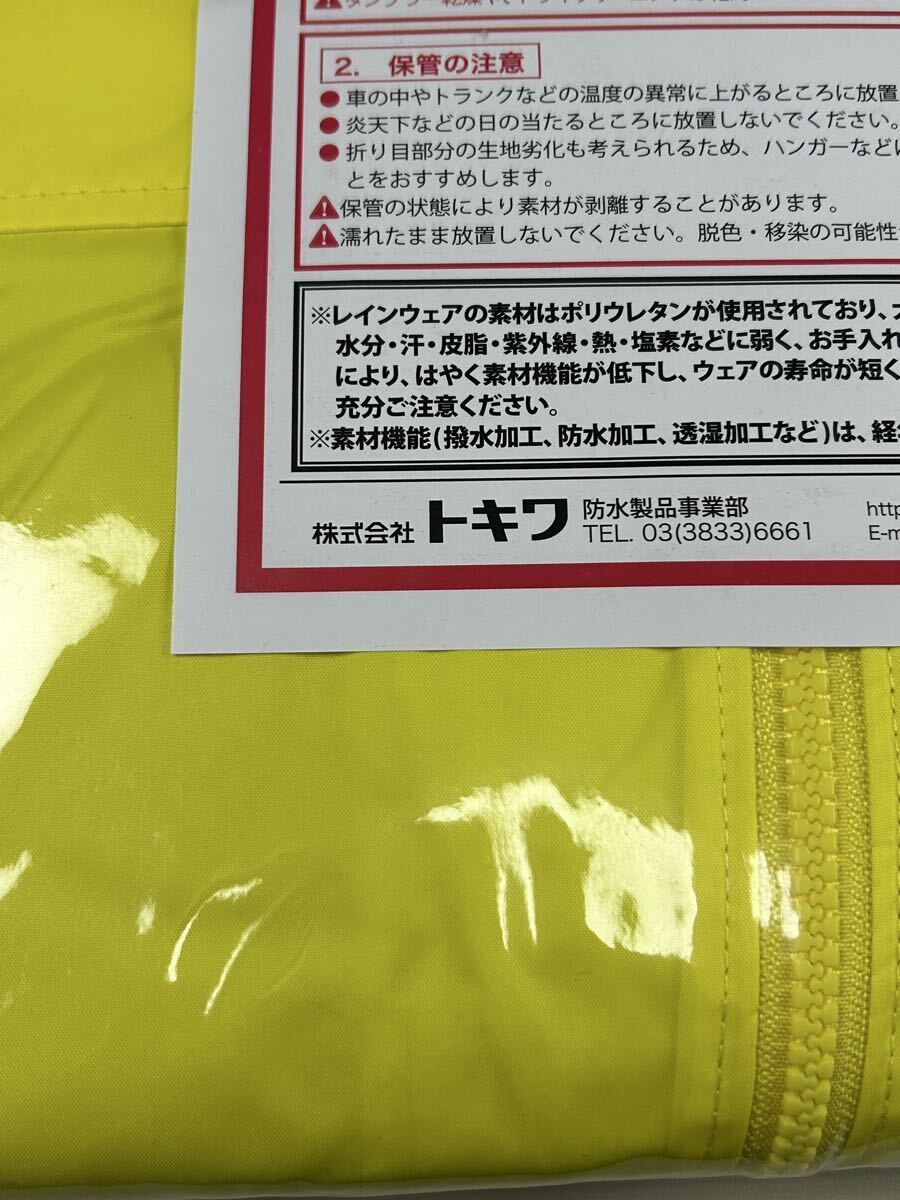 2. 保管の注意
● 車の中やトランクなどの温度の異常に上がるところに放置
● 炎天下などの日の当たるところに放置しないでください。
● 折り目部分の生地劣化も考えられるため、ハンガーなどに
とをおすすめします。
保管の状態により素材が剥離することがあります。
濡れたまま放置しないでください。脱色・移染の可能性
※レインウェアの素材はポリウレタンが使用されており、
水分・汗・皮脂・紫外線・熱・塩素などに弱く、お手入れ
により、はやく素材機能が低下し、ウェアの寿命が短く
充分ご注意ください。
※素材機能(撥水加工、防水加工、透湿加工など)は、経
株式会社 トキワ 防水製品事業部
TEL. 03(3833)6661
http
E-m